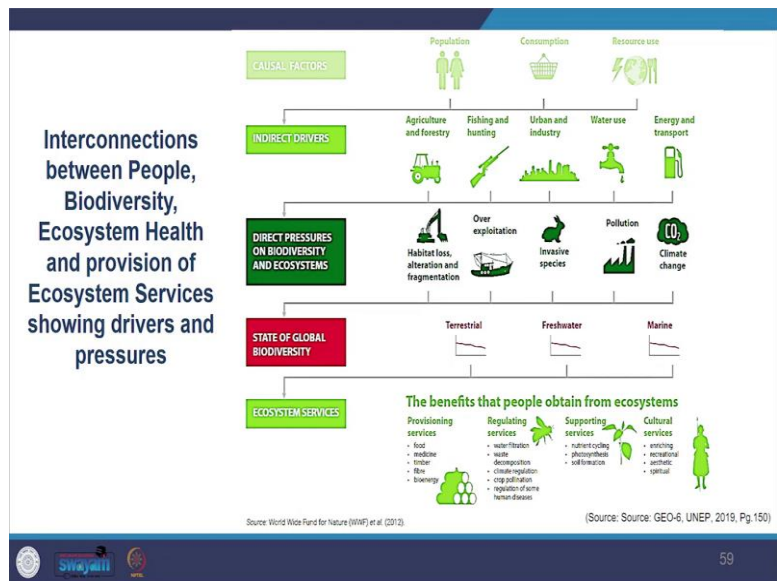 Interconnections
between People,
Biodiversity,
Ecosystem Health
and provision of
Ecosystem Services
showing drivers and
pressures
CAUSAL FACTORS
Population
Consumption
Resource use
INDIRECT DRIVERS
Agriculture
and forestry
Fishing and
hunting
Urban and
industry
Water use
Energy and
transport
DIRECT PRESSURES
ON BIODIVERSITY
AND ECOSYSTEMS
Habitat loss,
alteration and
fragmentation
Over
exploitation
Invasive
species
Pollution
CO2
Climate
change
STATE OF GLOBAL
BIODIVERSITY
Terrestrial
Freshwater
Marine
ECOSYSTEM SERVICES
The benefits that people obtain from ecosystems
Provisioning
services
• food
• medicine
• timber
• fibre
• bioenergy
Regulating
services
• water filtration
• waste
decomposition
• climate regulation
• crop pollination
• regulation of some
human diseases
Supporting
services
• nutrient cycling
• photosynthesis
• soil formation
Cultural
services
• enriching
• recreational
• aesthetic
• spiritual
Source: World Wide Fund for Nature (WWF) et al. (2012).
(Source: Source: GEO-6, UNEP, 2019, Pg.150)
swayam
59